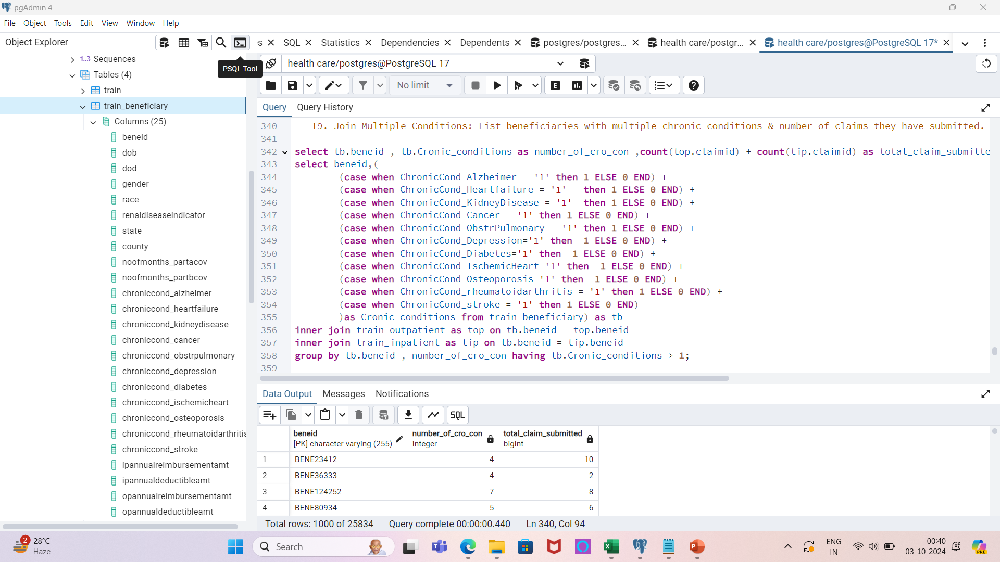 pgAdmin 4
File Object Tools Edit View Window Help
Object Explorer
s SQL Statistics Dependencies Dependents postgres/postgres... health care/postgr... health care/postgres@PostgreSQL 17*
1..3 Sequences
Tables (4)
train
train_beneficiary
Columns (25)
beneid
dob
dod
gender
race
renaldiseaseindicator
state
county
noofmonths_partacov
noofmonths_partbcov
chroniccond_alzheimer
chroniccond_heartfailure
chroniccond_kidneydisease
chroniccond_cancer
chroniccond_obstrpulmonary
chroniccond_depression
chroniccond_diabetes
chroniccond_ischemicheart
chroniccond_osteoporosis
chroniccond_rheumatoidarthritis
chroniccond_stroke
ipannualreimbursementamt
ipannualdeductibleamt
opannualreimbursementamt
opannualdeductibleamt
PSQL Tool
health care/postgres@PostgreSQL 17
No limit
E
Query Query History
340 -- 19. Join Multiple Conditions: List beneficiaries with multiple chronic conditions & number of claims they have submitted.
341
342 select tb.beneid , tb.Cronic_conditions as number_of_cro_con ,count(top.claimid) + count(tip.claimid) as total_claim_submitte
343 select beneid,(
344 (case when ChronicCond_Alzheimer = '1' then 1 ELSE 0 END) +
345 (case when ChronicCond_Heartfailure = '1' then 1 ELSE 0 END) +
346 (case when ChronicCond_KidneyDisease = '1' then 1 ELSE 0 END) +
347 (case when ChronicCond_Cancer = '1' then 1 ELSE 0 END) +
348 (case when ChronicCond_ObstrPulmonary = '1' then 1 ELSE 0 END) +
349 (case when ChronicCond_Depression='1' then 1 ELSE 0 END) +
350 (case when ChronicCond_Diabetes='1' then 1 ELSE 0 END) +
351 (case when ChronicCond_IschemicHeart='1' then 1 ELSE 0 END) +
352 (case when ChronicCond_Osteoporosis='1' then 1 ELSE 0 END) +
353 (case when ChronicCond_rheumatoidarthritis = '1' then 1 ELSE 0 END) +
354 (case when ChronicCond_stroke = '1' then 1 ELSE 0 END)
355 )as Cronic_conditions from train_beneficiary) as tb
356 inner join train_outpatient as top on tb.beneid = top.beneid
357 inner join train_inpatient as tip on tb.beneid = tip.beneid
358 group by tb.beneid , number_of_cro_con having tb.Cronic_conditions > 1;
359
Data Output Messages Notifications
SQL
beneid number_of_cro_con total_claim_submitted
[PK] character varying (255) integer bigint
1 BENE23412 4 10
2 BENE36333 4 2
3 BENE124252 7 8
4 BENE80934 5 6
Total rows: 1000 of 25834 Query complete 00:00:00.440 Ln 340, Col 94
2 28°C
Haze
Search
ENG
IN
00:40
03-10-2024
PRE